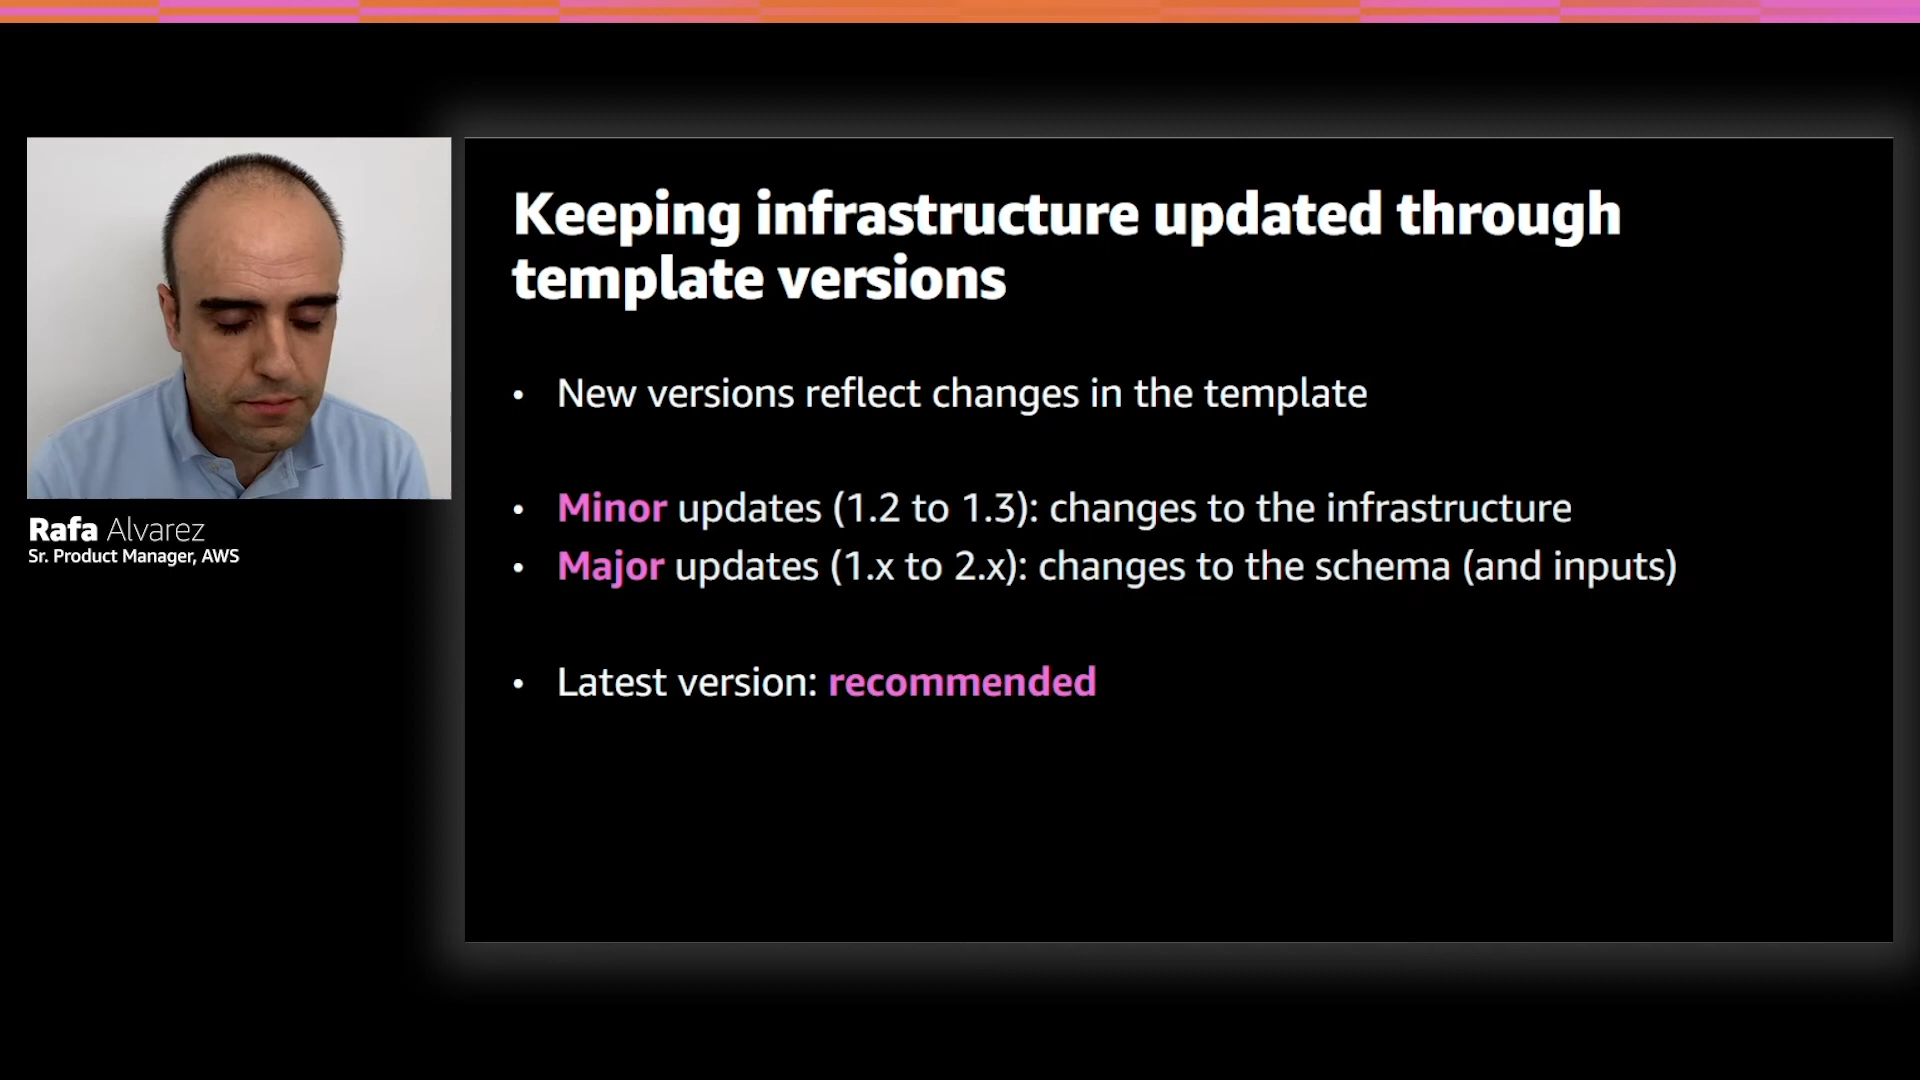 Keeping infrastructure updated through
template versions
• New versions reflect changes in the template
• Minor updates (1.2 to 1.3): changes to the infrastructure
• Major updates (1.x to 2.x): changes to the schema (and inputs)
• Latest version: recommended
Rafa Alvarez
Sr. Product Manager, AWS